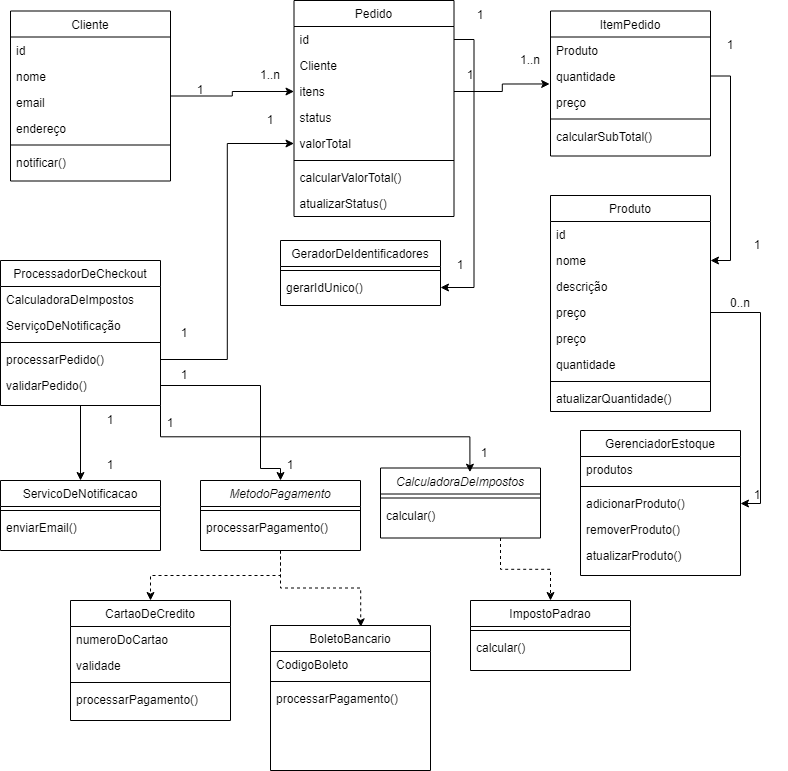 Cliente
id
nome
email
endereço
notificar()
1
1..n
Pedido
id
Cliente
itens
status
valorTotal
calcularValorTotal()
atualizarStatus()
1
1
1..n
1
ItemPedido
Produto
quantidade
preço
calcularSubTotal()
1
1
GeradorDeIdentificadores
gerarIdUnico()
1
Produto
id
nome
descrição
preço
preço
quantidade
atualizarQuantidade()
0..n
ProcessadorDeCheckout
CalculadoraDeImpostos
ServiçoDeNotificação
processarPedido()
validarPedido()
1
1
1
1
1
1
1
ServicoDeNotificacao
enviarEmail()
MetodoPagamento
processarPagamento()
CalculadoraDeImpostos
calcular()
GerenciadorEstoque
produtos
adicionarProduto()
removerProduto()
atualizarProduto()
1
CartaoDeCredito
numeroDoCartao
validade
processarPagamento()
BoletoBancario
CodigoBoleto
processarPagamento()
ImpostoPadrao
calcular()